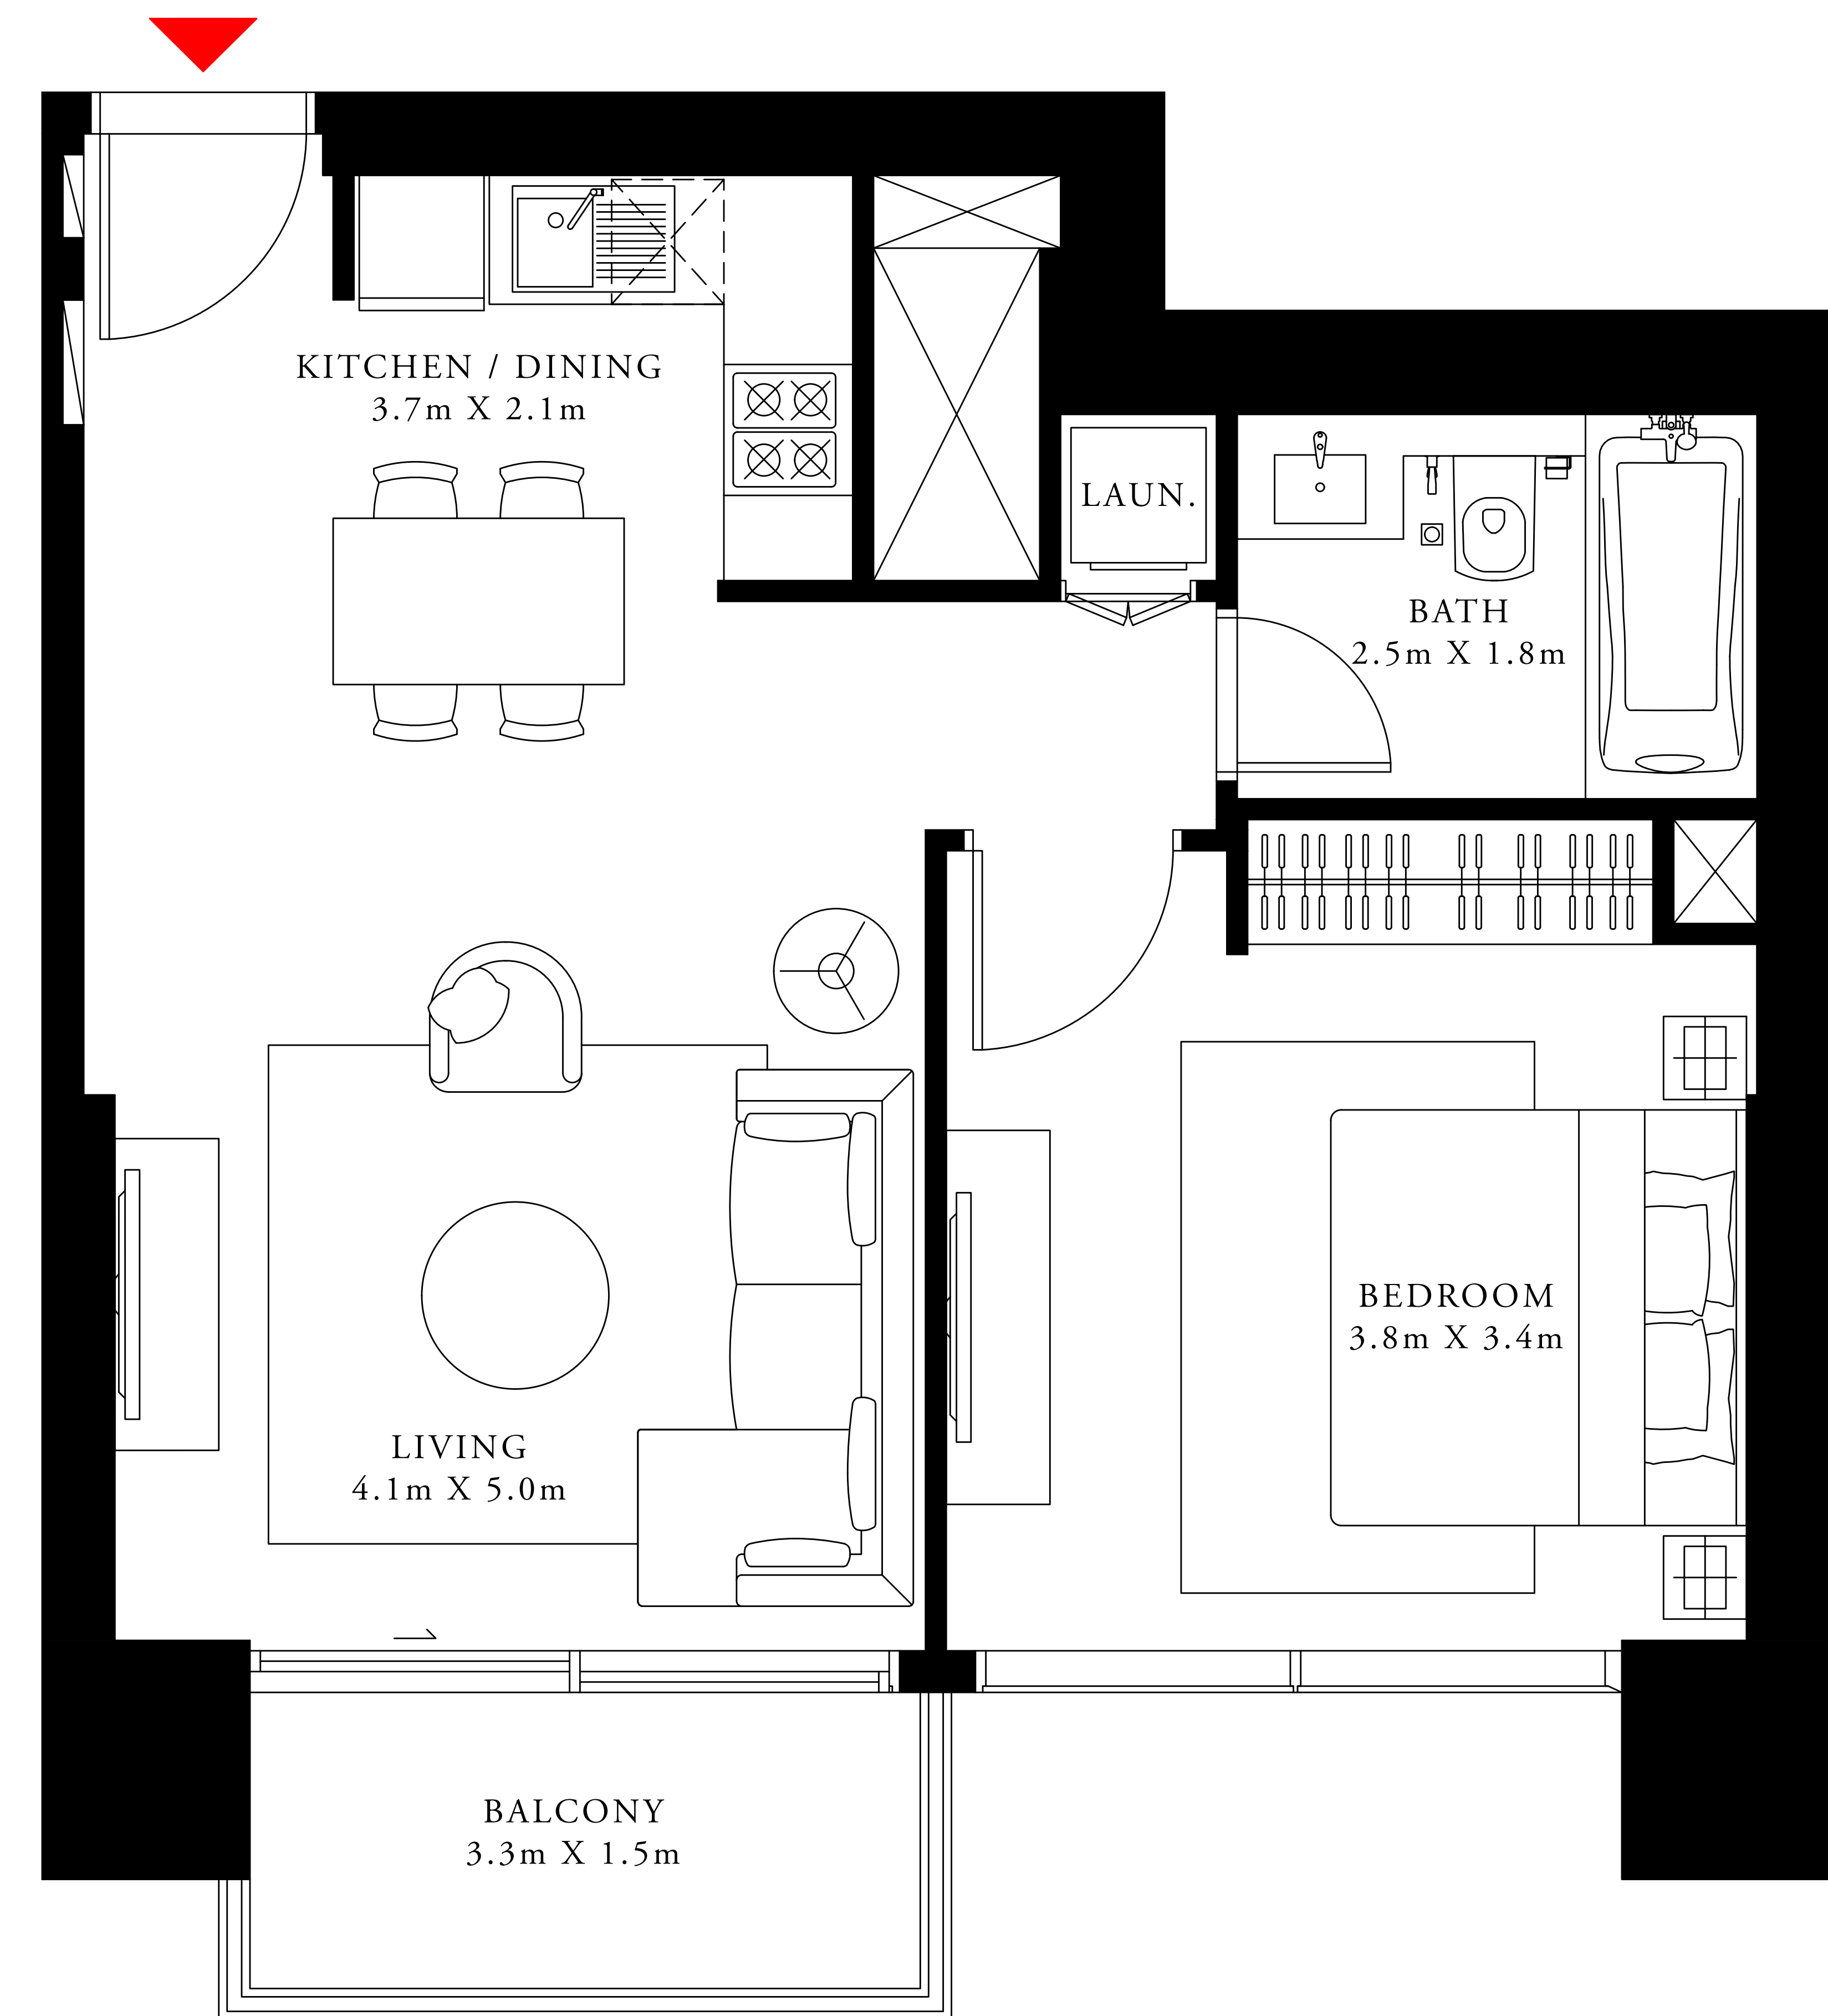 KITCHEN / DINING
3.7m X 2.1m
LAUN.
BATH
2.5m X 1.8m
BEDROOM
3.8m X 3.4m
LIVING
4.1m X 5.0m
BALCONY
3.3m X 1.5m